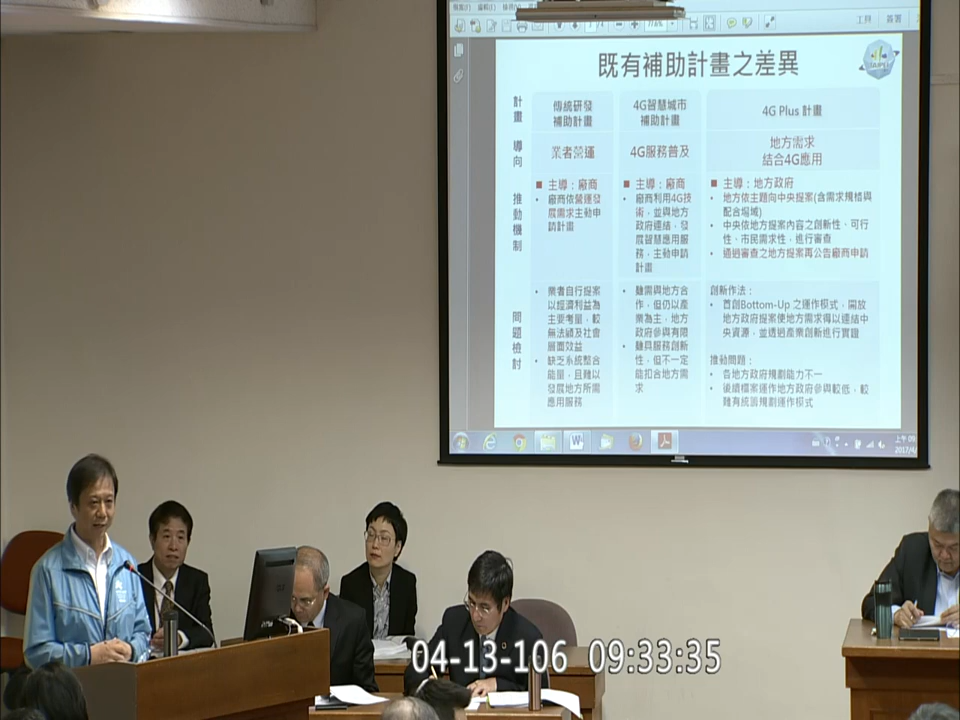 既有補助計畫之差異
計畫
傳統研發
補助計畫
4G智慧城市
補助計畫
4G Plus 計畫
導向
業者營運
4G服務普及
地方需求
結合4G應用
推動機制
■ 主導：廠商
• 廠商依營運發
展需求主動申
請計畫
■ 主導：廠商
• 廠商利用4G技
術，並與地方
政府連結，發
展智慧應用服
務，主動申請
計畫
■ 主導：地方政府
• 地方依主題向中央提案(含需求規格與
配合場域)
• 中央依地方提案內容之創新性、可行
性、市民需求性，進行審查
• 通過審查之地方提案再公告廠商申請
問題檢討
• 業者自行提案
以經濟利益為
主要考量，較
無法顧及社會
層面效益
• 缺乏系統整合
能量，且難以
發展地方所需
應用服務
• 雖需與地方合
作，但仍以產
業為主，地方
政府參與有限
• 雖具服務創新
性，但不一定
能扣合地方需
求
創新作法：
• 首創Bottom-Up 之運作模式，開放
地方政府提案使地方需求得以連結中
央資源，並透過產業創新進行實證
推動問題：
• 各地方政府規劃能力不一
• 後續檔案運作地方政府參與較低，較
難有統籌規劃運作模式
工具
簽署
上午 09
2017/4/
04-13-106 09:33:35